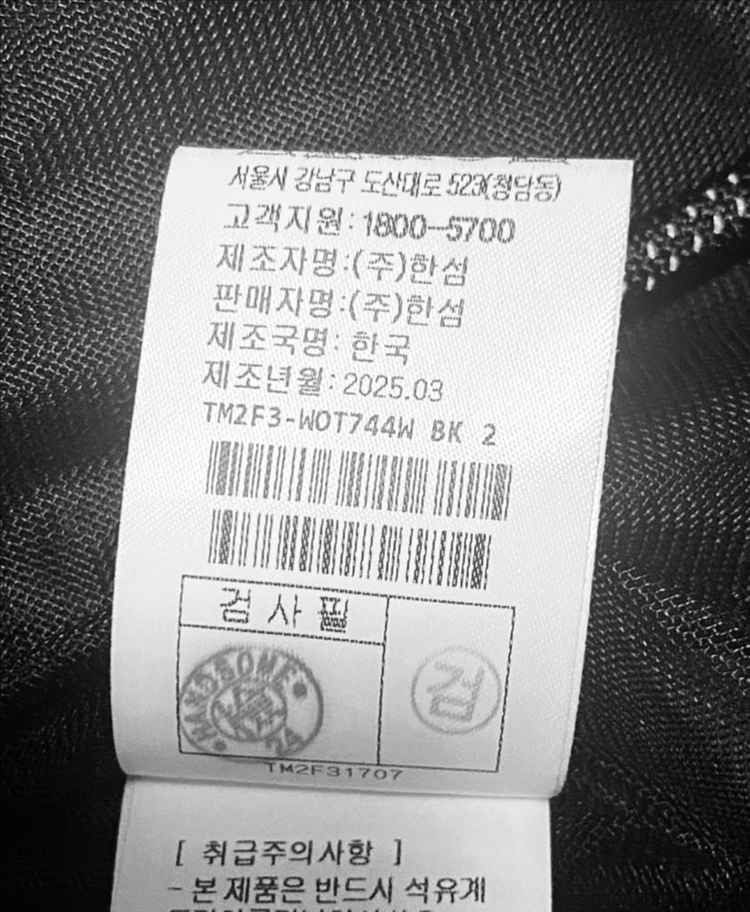 서울시 강남구 도산대로 523(청담동)
고객지원:1800-5700
제조자명:(주)한섬
판매자명:(주)한섬
제조국명: 한국
제조년월: 2025.03
TM2F3-WOT744W BK 2
검사필
HANDSOME
24
검
TM2F31707
[ 취급주의사항 ]
- 본 제품은 반드시 석유계